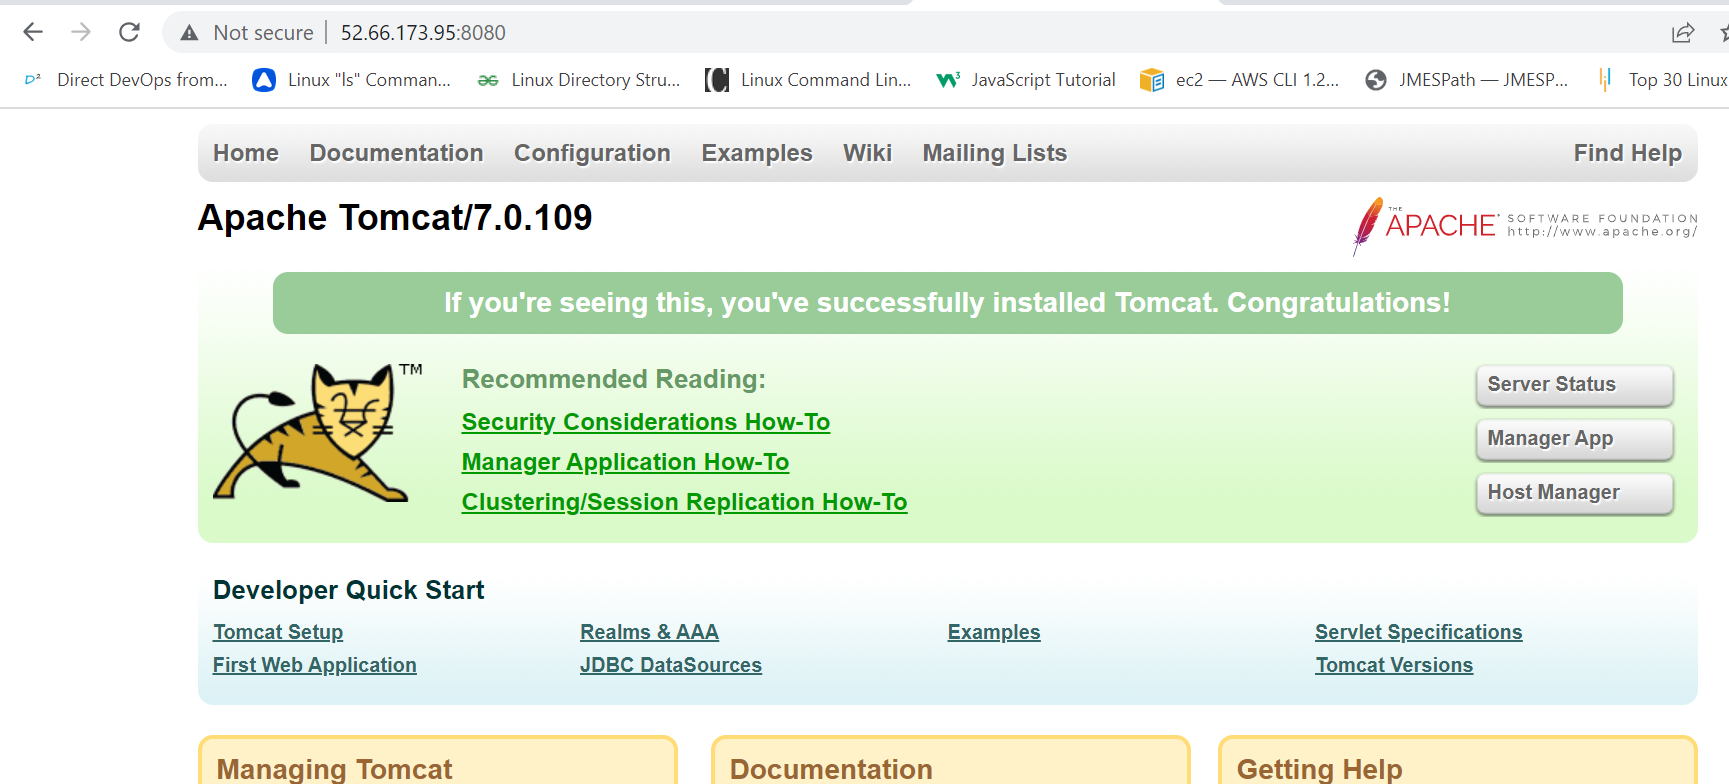 Not secure | 52.66.173.95:8080
D² Direct DevOps from... Linux "ls" Comman... Linux Directory Stru... Linux Command Lin... JavaScript Tutorial ec2 — AWS CLI 1.2... JMESPath — JMESP... Top 30 Linux
Home Documentation Configuration Examples Wiki Mailing Lists Find Help
Apache Tomcat/7.0.109
THE APACHE SOFTWARE FOUNDATION
http://www.apache.org/
If you're seeing this, you've successfully installed Tomcat. Congratulations!
TM
Recommended Reading:
Security Considerations How-To
Manager Application How-To
Clustering/Session Replication How-To
Server Status
Manager App
Host Manager
Developer Quick Start
Tomcat Setup Realms & AAA Examples Servlet Specifications
First Web Application JDBC DataSources Tomcat Versions
Managing Tomcat Documentation Getting Help